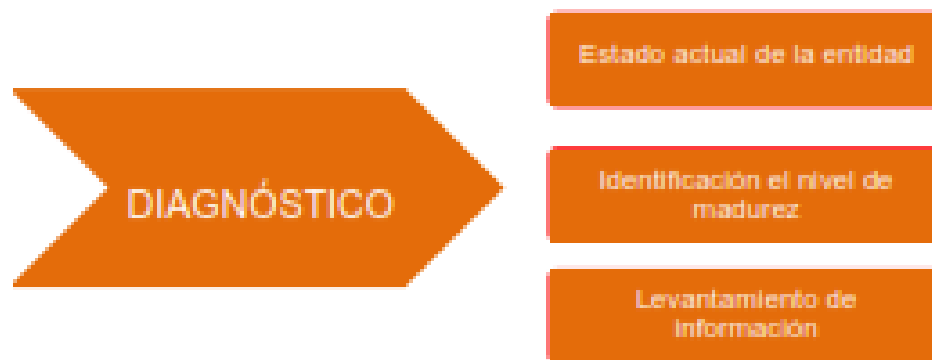 DIAGNÓSTICO
Estado actual de la entidad
Identificación el nivel de
madurez
Levantamiento de
información